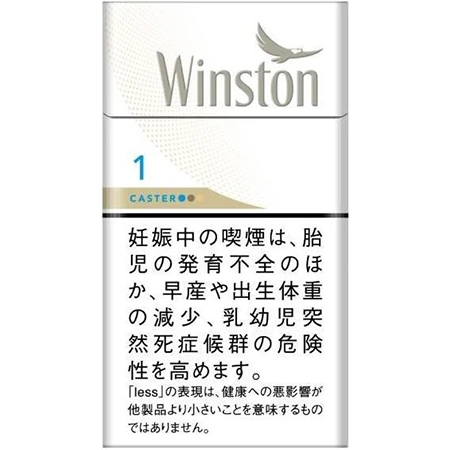 Winston
1
CASTER
妊娠中の喫煙は、胎
児の発育不全のほ
か、早産や出生体重
の減少、乳幼児突
然死症候群の危険
性を高めます。
「less」の表現は、健康への悪影響が
他製品より小さいことを意味するもの
ではありません。